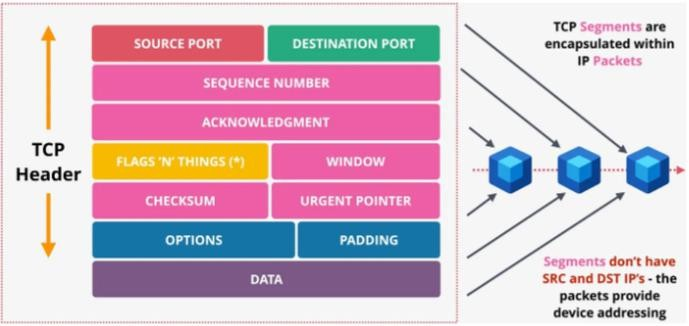 TCP
Header
SOURCE PORT
DESTINATION PORT
SEQUENCE NUMBER
ACKNOWLEDGMENT
FLAGS ’N’ THINGS (*)
WINDOW
CHECKSUM
URGENT POINTER
OPTIONS
PADDING
DATA
TCP Segments are
encapsulated within
IP Packets
Segments don’t have
SRC and DST IP’s - the
packets provide
device addressing